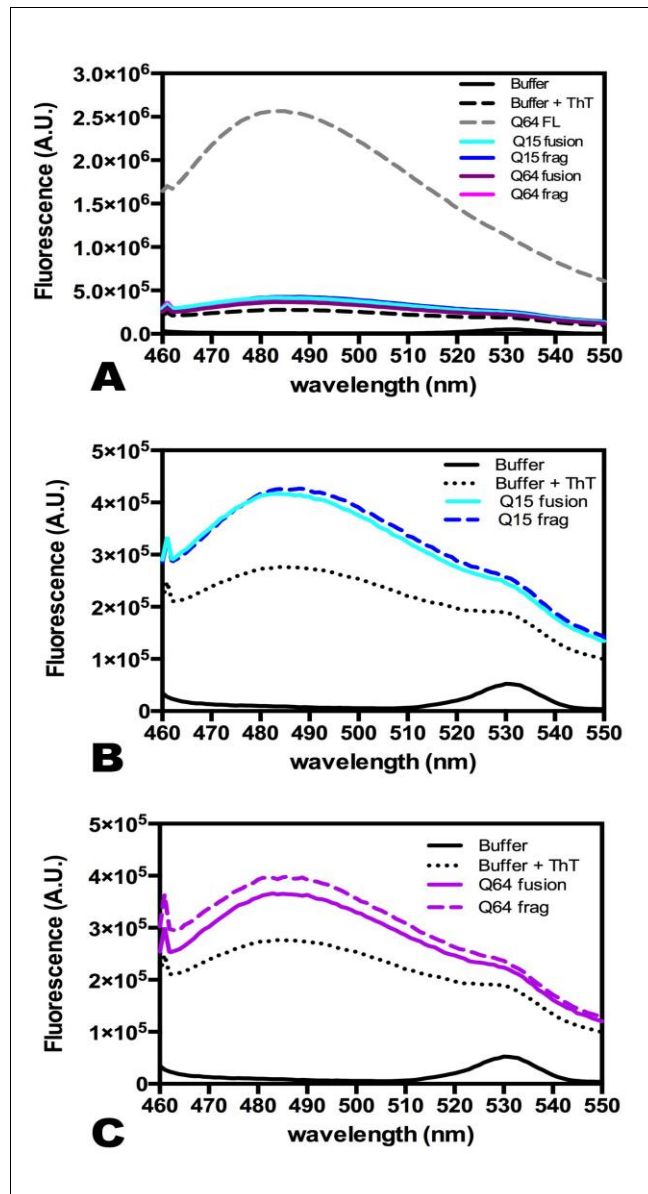 3.0×10⁶
2.5×10⁶
2.0×10⁶
1.5×10⁶
1.0×10⁶
5.0×10⁵
0.0
Fluorescence (A.U.)
Buffer
Buffer + ThT
Q64 FL
Q15 fusion
Q15 frag
Q64 fusion
Q64 frag
460 470 480 490 500 510 520 530 540 550
wavelength (nm)
A
5×10⁵
4×10⁵
3×10⁵
2×10⁵
1×10⁵
0
Fluorescence (A.U.)
Buffer
Buffer + ThT
Q15 fusion
Q15 frag
460 470 480 490 500 510 520 530 540 550
wavelength (nm)
B
5×10⁵
4×10⁵
3×10⁵
2×10⁵
1×10⁵
0
Fluorescence (A.U.)
Buffer
Buffer + ThT
Q64 fusion
Q64 frag
460 470 480 490 500 510 520 530 540 550
wavelength (nm)
C